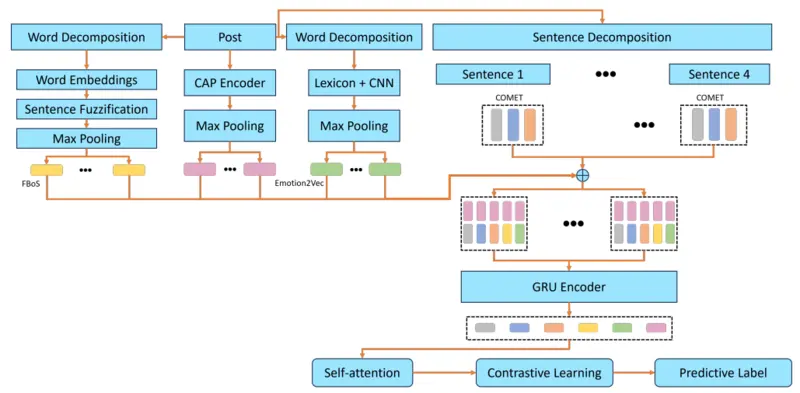 Word Decomposition
Post
Word Decomposition
Sentence Decomposition
Word Embeddings
CAP Encoder
Lexicon + CNN
Sentence 1
Sentence 4
Sentence Fuzzification
COMET
COMET
Max Pooling
Max Pooling
Max Pooling
FBoS
Emotion2Vec
GRU Encoder
Self-attention
Contrastive Learning
Predictive Label